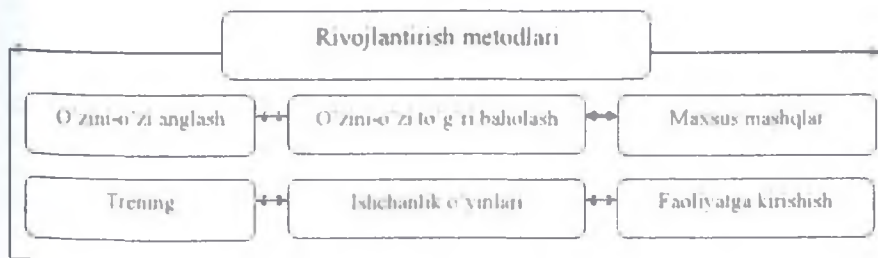 Rivojlantirish metodlari
O'zini-o'zi anglash
O'zini-o'zi to'g'ri baholash
Maxsus mashqlar
Trening
Ishchanlik o'yinlari
Faoliyatga kirishish